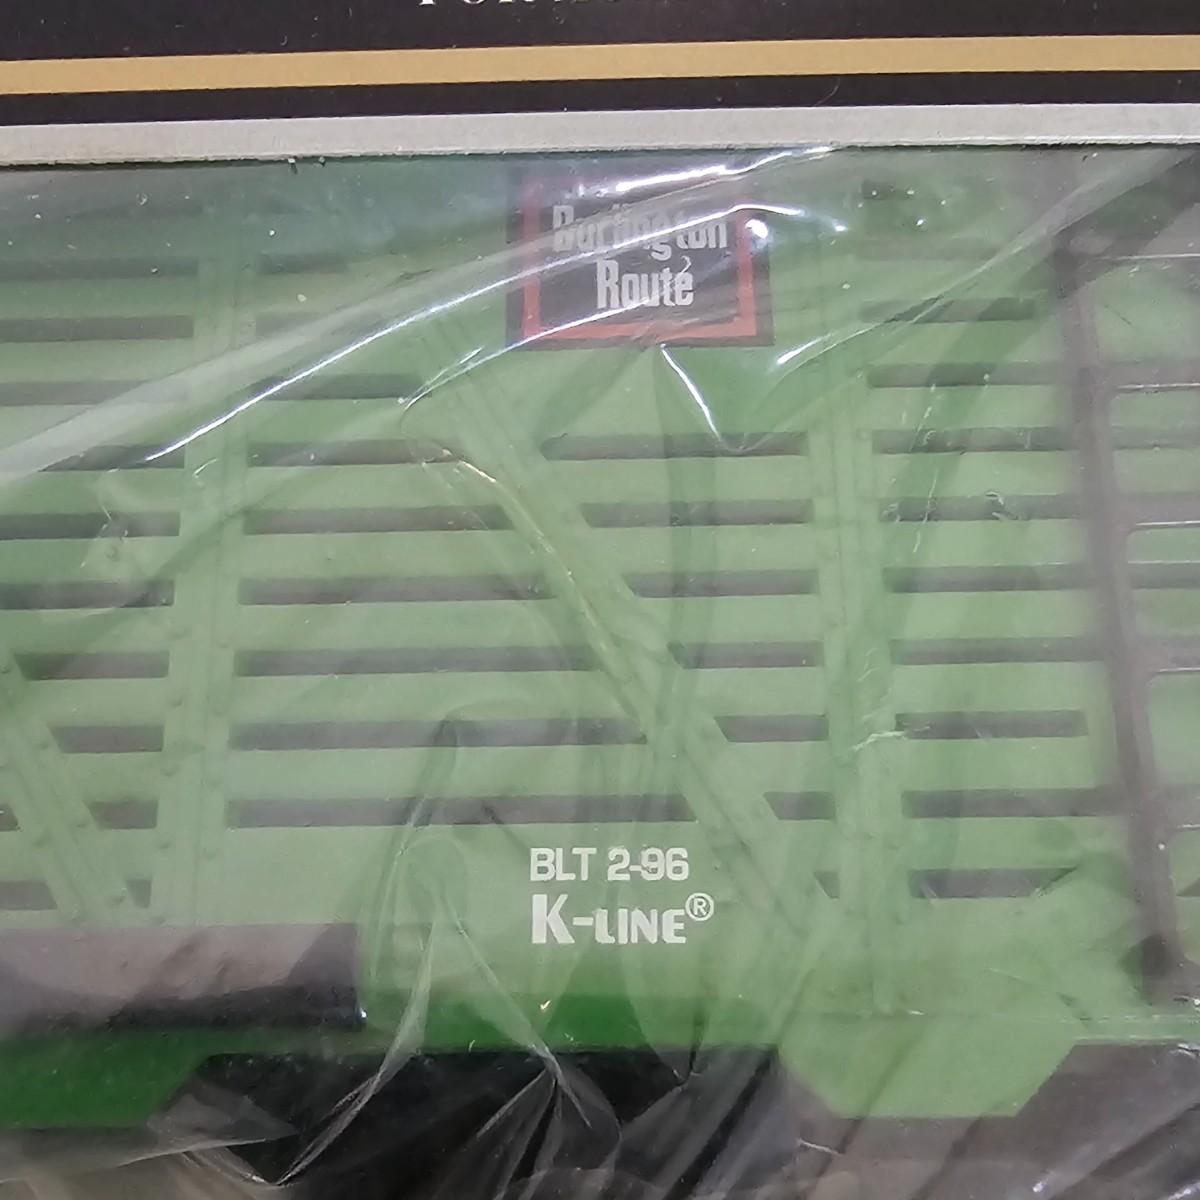 Burlington
Route
BLT 2-96
K-LINE®